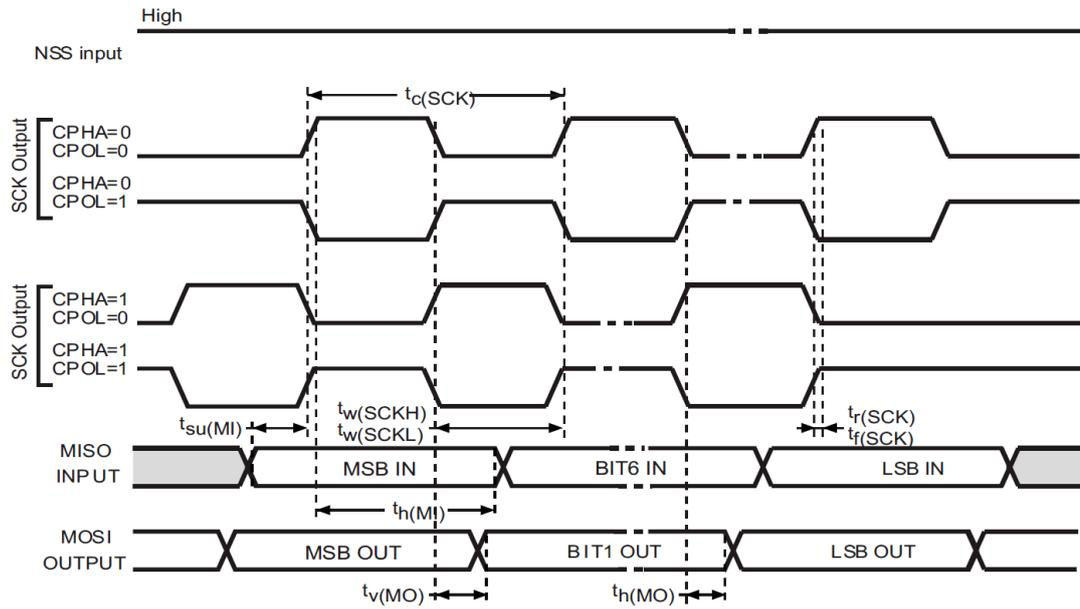 High
NSS input
tc(SCK)
SCK Output
CPHA=0
CPOL=0
CPHA=0
CPOL=1
SCK Output
CPHA=1
CPOL=0
CPHA=1
CPOL=1
tsu(MI)
tw(SCKH)
tw(SCKL)
tr(SCK)
tf(SCK)
MISO
INPUT
MSB IN
BIT6 IN
LSB IN
th(MI)
MOSI
OUTPUT
MSB OUT
BIT1 OUT
LSB OUT
tv(MO)
th(MO)